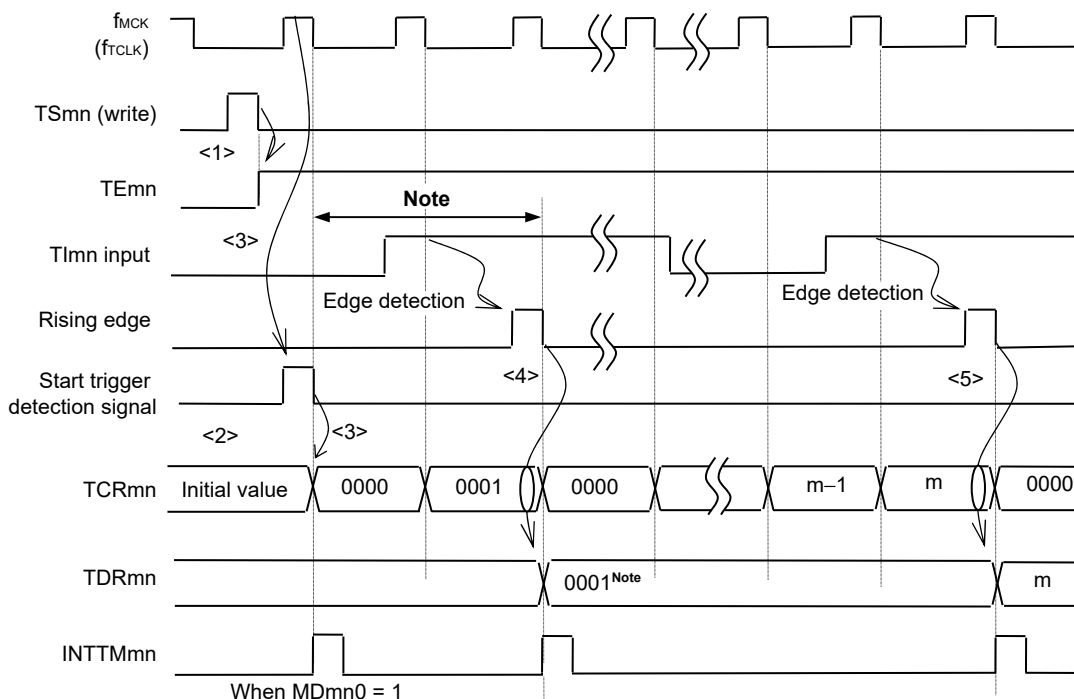 fMCK
(fTCLK)
TSmn (write)
<1>
TEmn
Note
<3>
TImn input
Edge detection
Edge detection
Rising edge
<4>
<5>
Start trigger
detection signal
<2>
<3>
TCRmn
Initial value
0000
0001
0000
m−1
m
0000
TDRmn
0001Note
m
INTTMmn
When MDmn0 = 1